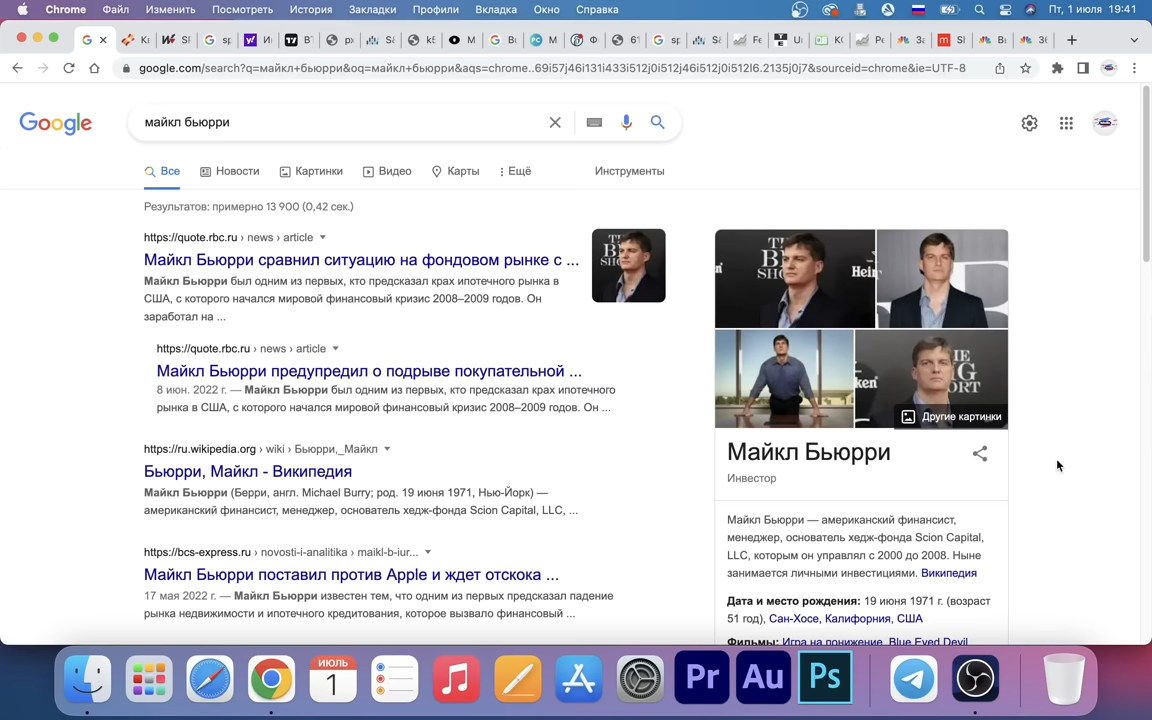 Chrome Файл Изменить Посмотреть История Закладки Профили Вкладка Окно Справка Пт, 1 июля 19:41
google.com/search?q=майкл+бьюрри&oq=майкл+бьюрри&aqs=chrome..69i57j46i131i433i512j0i512j46i512j0i512l6.2135j0j7&sourceid=chrome&ie=UTF-8
Google
майкл бьюрри
Все Новости Картинки Видео Карты Ещё Инструменты
Результатов: примерно 13 900 (0,42 сек.)
https://quote.rbc.ru › news › article
Майкл Бьюрри сравнил ситуацию на фондовом рынке с ...
Майкл Бьюрри был одним из первых, кто предсказал крах ипотечного рынка в
США, с которого начался мировой финансовый кризис 2008–2009 годов. Он
заработал на ...
https://quote.rbc.ru › news › article
Майкл Бьюрри предупредил о подрыве покупательной ...
8 июн. 2022 г. — Майкл Бьюрри был одним из первых, кто предсказал крах ипотечного
рынка в США, с которого начался мировой финансовый кризис 2008–2009 годов. Он ...
https://ru.wikipedia.org › wiki › Бьюрри,_Майкл
Бьюрри, Майкл - Википедия
Майкл Бьюрри (Берри, англ. Michael Burry; род. 19 июня 1971, Нью-Йорк) —
американский финансист, менеджер, основатель хедж-фонда Scion Capital, LLC, ...
https://bcs-express.ru › novosti-i-analitika › maikl-b-iur...
Майкл Бьюрри поставил против Apple и ждет отскока ...
17 мая 2022 г. — Майкл Бьюрри известен тем, что одним из первых предсказал падение
рынка недвижимости и ипотечного кредитования, которое вызвало финансовый ...
Другие картинки
Майкл Бьюрри
Инвестор
Майкл Бьюрри — американский финансист,
менеджер, основатель хедж-фонда Scion Capital,
LLC, которым он управлял с 2000 до 2008. Ныне
занимается личными инвестициями. Википедия
Дата и место рождения: 19 июня 1971 г. (возраст
51 год), Сан-Хосе, Калифорния, США
Фильмы: Игра на понижение, Blue Eyed Devil
ИЮЛЬ
1
Pr Au Ps